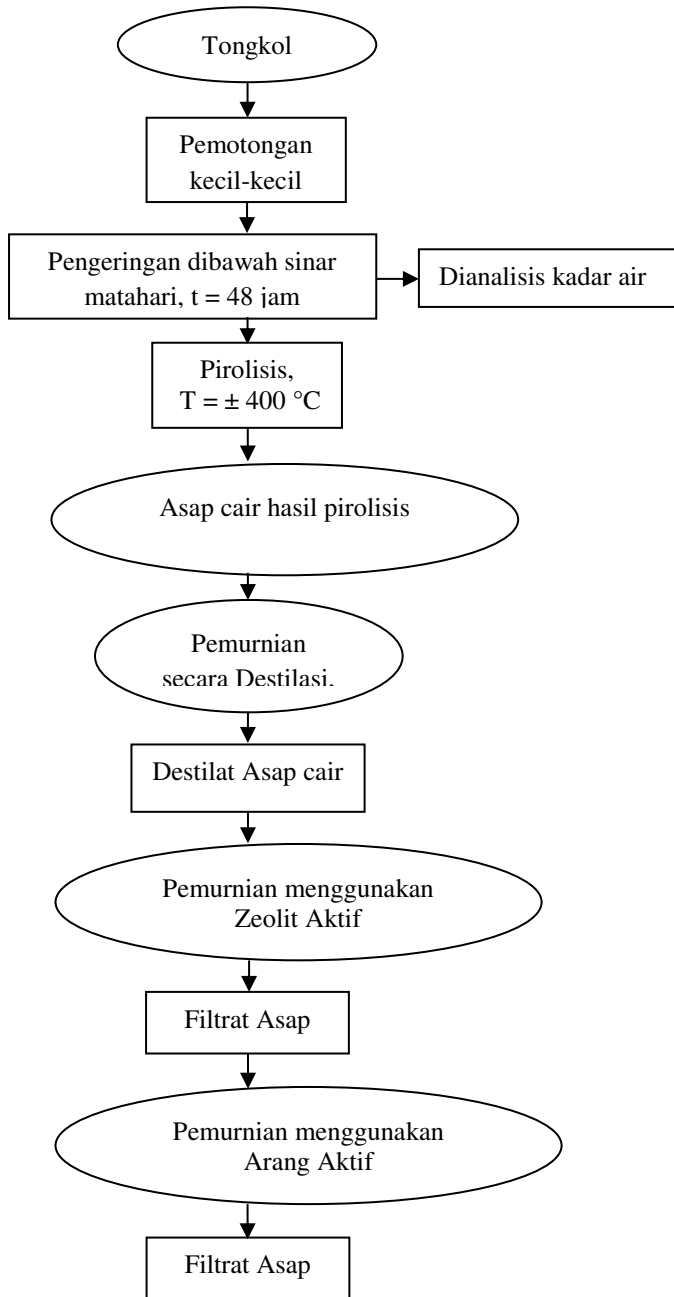 Tongkol
Pemotongan
kecil-kecil
Pengeringan dibawah sinar
matahari, t = 48 jam
Dianalisis kadar air
Pirolisis,
T = ± 400 °C
Asap cair hasil pirolisis
Pemurnian
secara Destilasi,
Destilat Asap cair
Pemurnian menggunakan
Zeolit Aktif
Filtrat Asap
Pemurnian menggunakan
Arang Aktif
Filtrat Asap